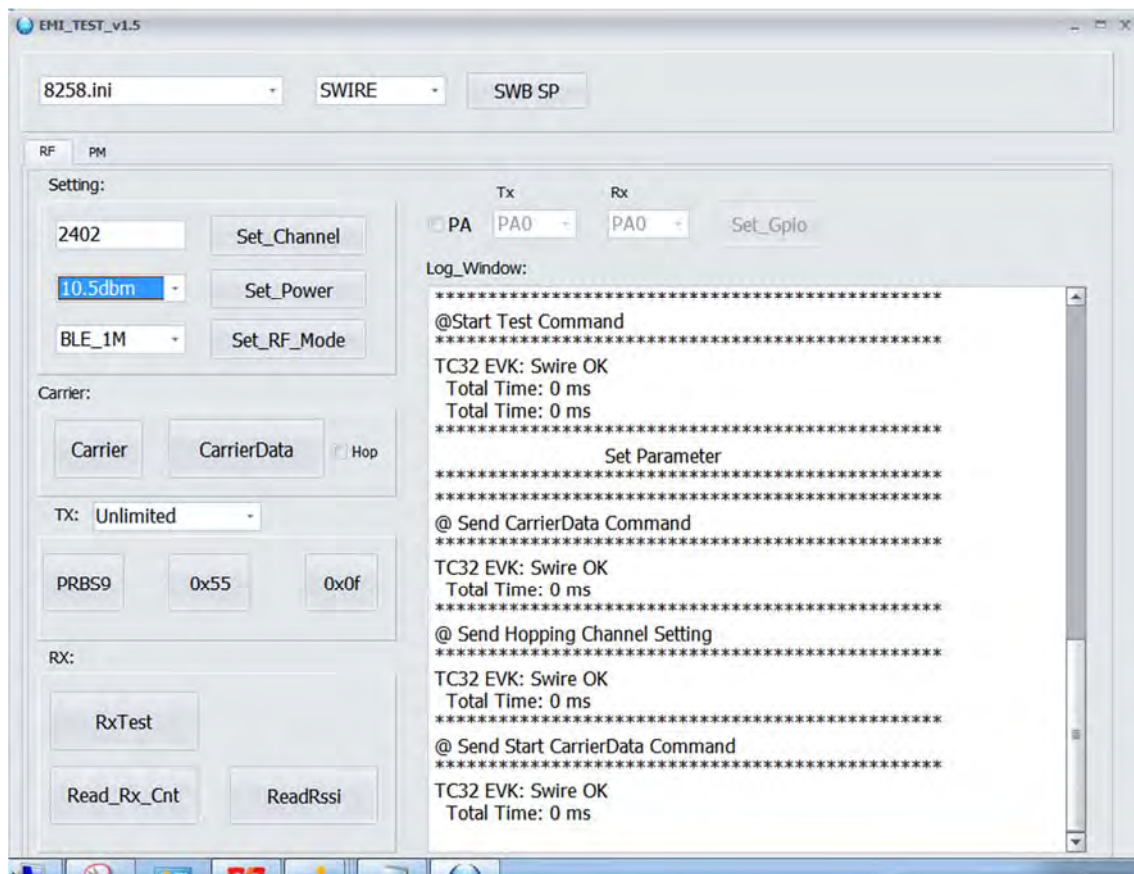 EMI_TEST_v1.5
8258.ini SWIRE SWB SP
RF PM
Setting:
2402 Set_Channel
10.5dbm Set_Power
BLE_1M Set_RF_Mode
Carrier:
Carrier CarrierData Hop
TX: Unlimited
PRBS9 0x55 0x0f
RX:
RxTest
Read_Rx_Cnt ReadRssi
Tx Rx
PA PA0 PA0 Set_Gpio
Log_Window:
************************************************
@Start Test Command
************************************************
TC32 EVK: Swire OK
Total Time: 0 ms
Total Time: 0 ms
************************************************
Set Parameter
************************************************
************************************************
@ Send CarrierData Command
************************************************
TC32 EVK: Swire OK
Total Time: 0 ms
************************************************
@ Send Hopping Channel Setting
************************************************
TC32 EVK: Swire OK
Total Time: 0 ms
************************************************
@ Send Start CarrierData Command
************************************************
TC32 EVK: Swire OK
Total Time: 0 ms